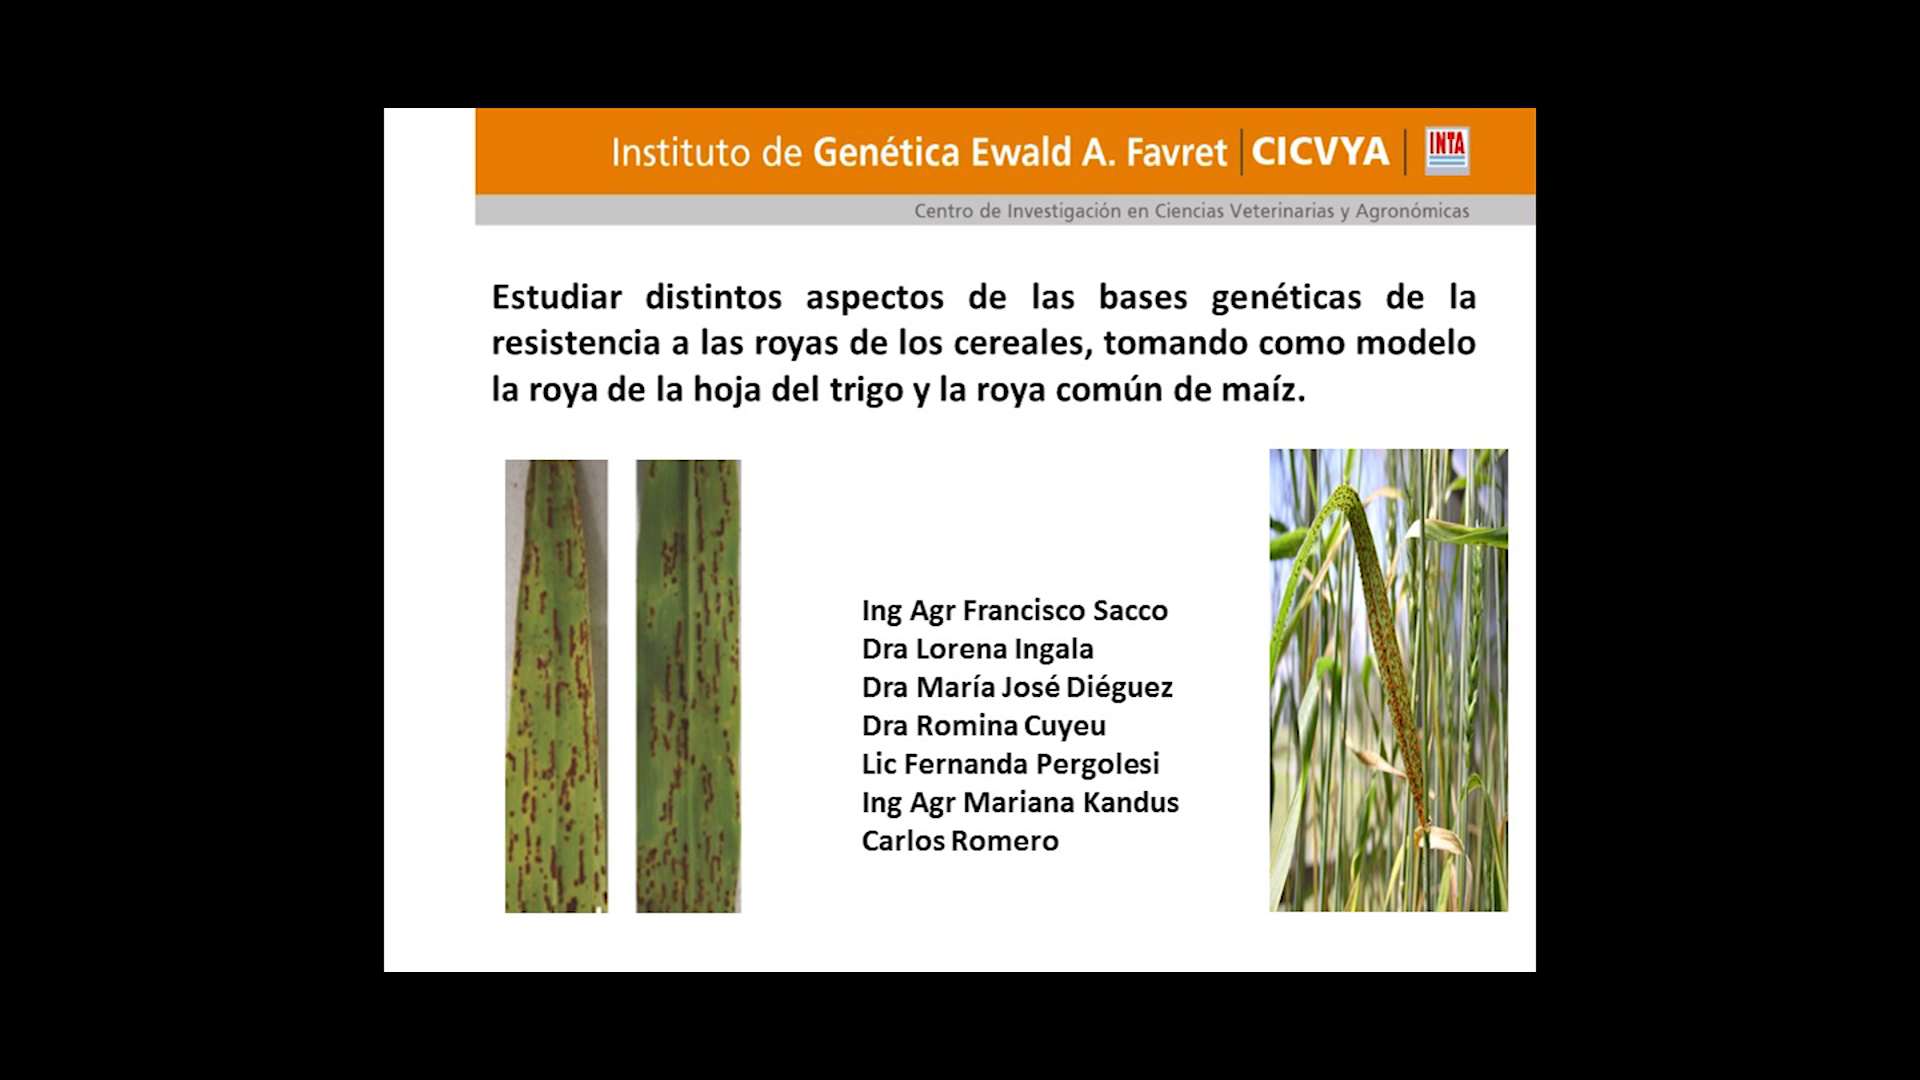 Instituto de Genética Ewald A. Favret | CICVYA | INTA
Centro de Investigación en Ciencias Veterinarias y Agronómicas
Estudiar distintos aspectos de las bases genéticas de la
resistencia a las royas de los cereales, tomando como modelo
la roya de la hoja del trigo y la roya común de maíz.
Ing Agr Francisco Sacco
Dra Lorena Ingala
Dra María José Diéguez
Dra Romina Cuyeu
Lic Fernanda Pergolesi
Ing Agr Mariana Kandus
Carlos Romero